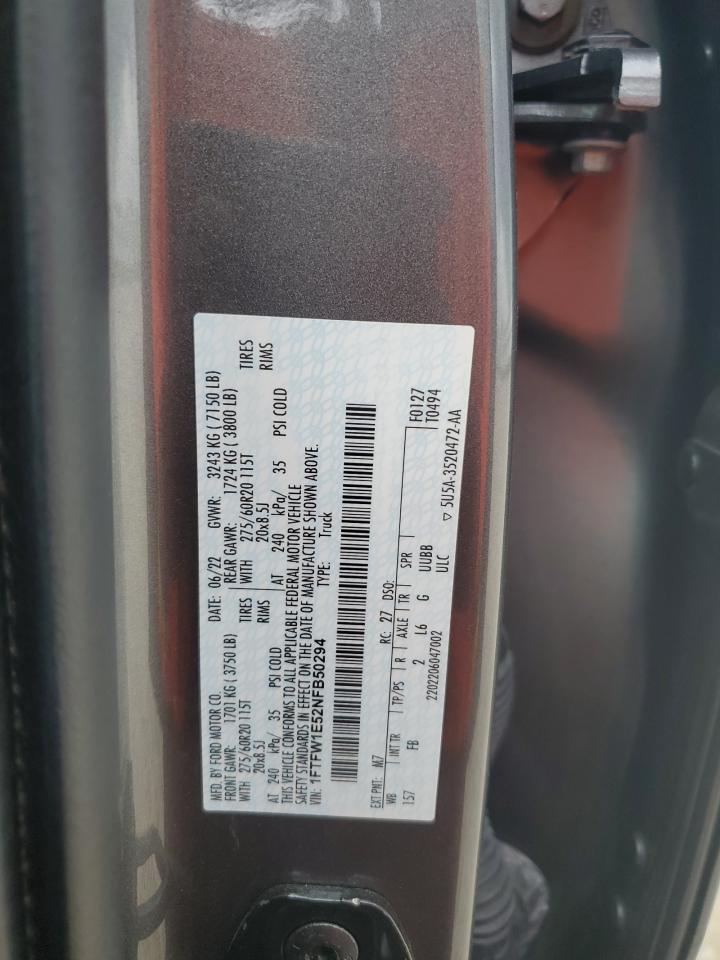 MFD. BY FORD MOTOR CO.
DATE: 06/22 GVWR: 3243 KG ( 7150 LB)
FRONT GAWR: 1701 KG ( 3750 LB)
REAR GAWR: 1724 KG ( 3800 LB)
WITH 275/60R20 115T TIRES
WITH 275/60R20 115T TIRES
20x8.5J RIMS
20x8.5J RIMS
AT 240 kPa/ 35 PSI COLD
AT 240 kPa/ 35 PSI COLD
THIS VEHICLE CONFORMS TO ALL APPLICABLE FEDERAL MOTOR VEHICLE
SAFETY STANDARDS IN EFFECT ON THE DATE OF MANUFACTURE SHOWN ABOVE.
VIN: 1FTFW1E52NFB50294 TYPE: Truck
EXT PNT: M7 RC: 27 DSO: F0127
WB INT TR TP/PS R AXLE TR SPR T0494
157 FB 2 L6 G UUBB
2202206047002 ULC ▽ 5U5A-3520472-AA